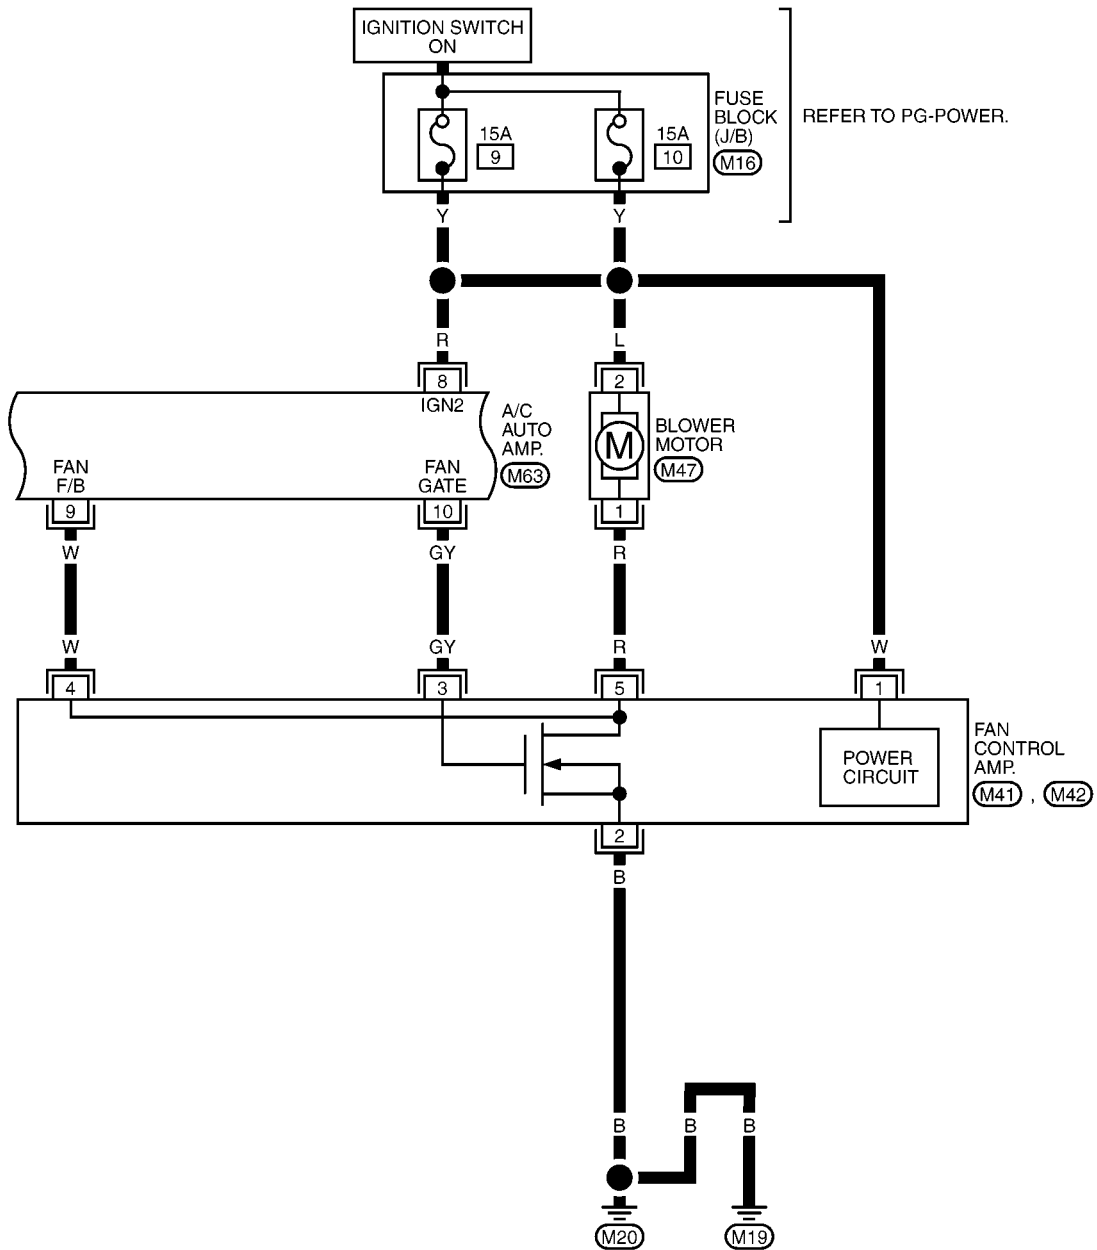 IGNITION SWITCH
ON
FUSE
BLOCK
(J/B)
M16
REFER TO PG-POWER.
15A
9
15A
10
Y
Y
R
L
8
2
IGN2
A/C
AUTO
AMP.
M63
M
BLOWER
MOTOR
M47
FAN
F/B
FAN
GATE
9
10
1
W
GY
R
W
GY
R
W
4
3
5
1
POWER
CIRCUIT
FAN
CONTROL
AMP.
M41 , M42
2
B
B
B
B
M20
M19